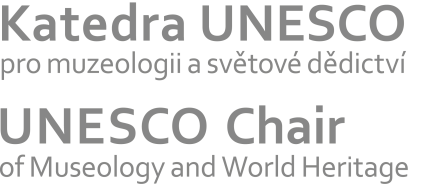 Katedra UNESCO
pro muzeologii a světové dědictví
UNESCO Chair
of Museology and World Heritage